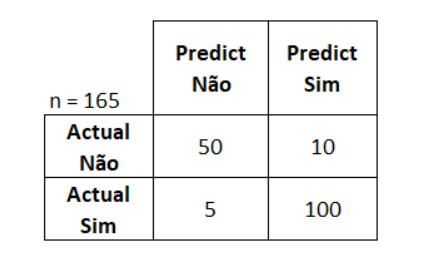 Predict Predict
Não Sim
n = 165
Actual
Não 50 10
Actual
Sim 5 100